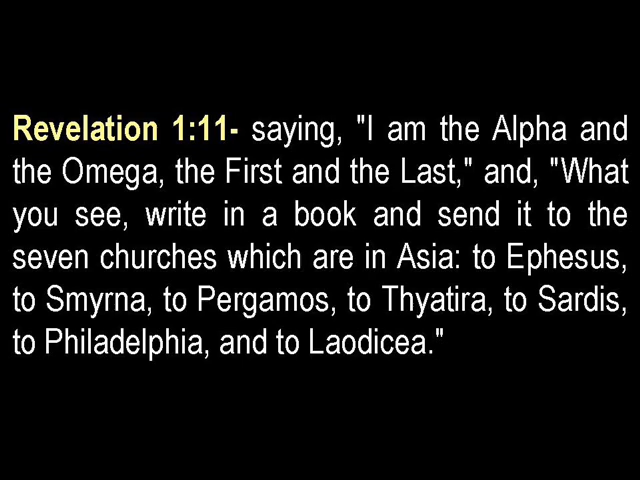 Revelation 1:11- saying, "I am the Alpha and
the Omega, the First and the Last," and, "What
you see, write in a book and send it to the
seven churches which are in Asia: to Ephesus,
to Smyrna, to Pergamos, to Thyatira, to Sardis,
to Philadelphia, and to Laodicea."